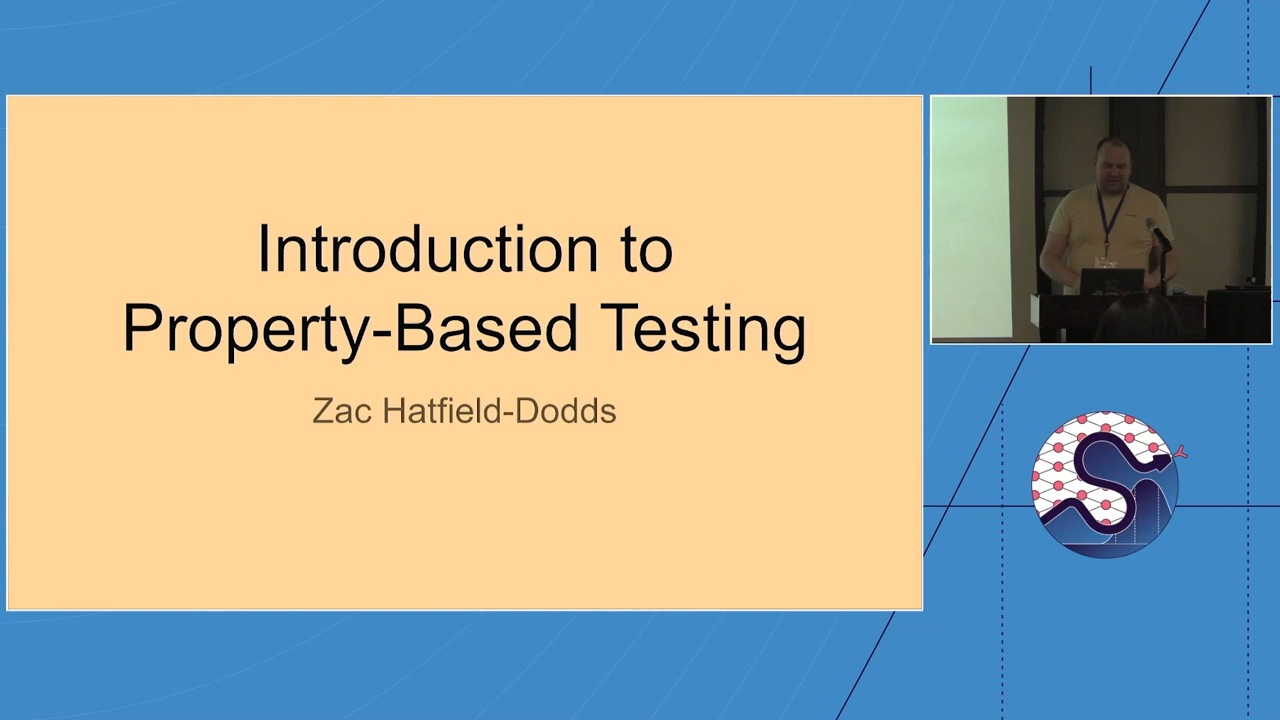 Introduction to
Property-Based Testing
Zac Hatfield-Dodds